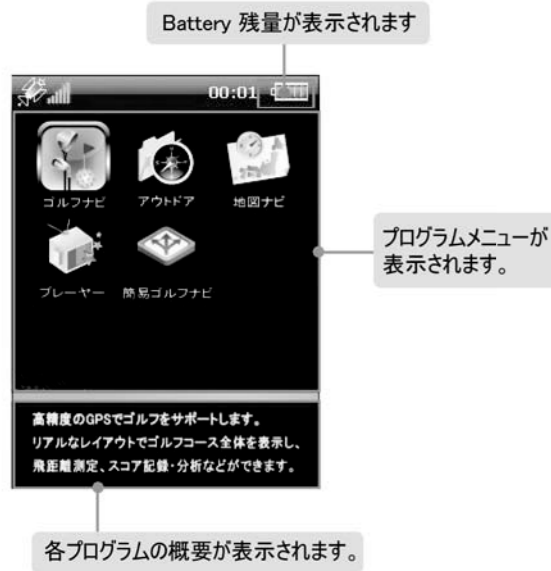 Battery 残量が表示されます
00:01
ゴルフナビ アウトドア 地図ナビ
プログラムメニューが
表示されます。
プレーヤー 簡易ゴルフナビ
高精度のGPSでゴルフをサポートします。
リアルなレイアウトでゴルフコース全体を表示し、
飛距離測定、スコア記録・分析などができます。
各プログラムの概要が表示されます。